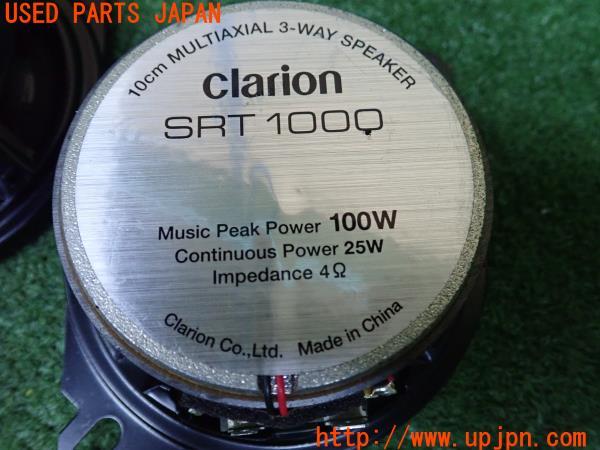 USED PARTS JAPAN
10cm MULTIAXIAL 3-WAY SPEAKER
clarion
SRT 1000
Music Peak Power 100W
Continuous Power 25W
Impedance 4Ω
Clarion Co.,Ltd. Made in China
http://www.upjpn.com/